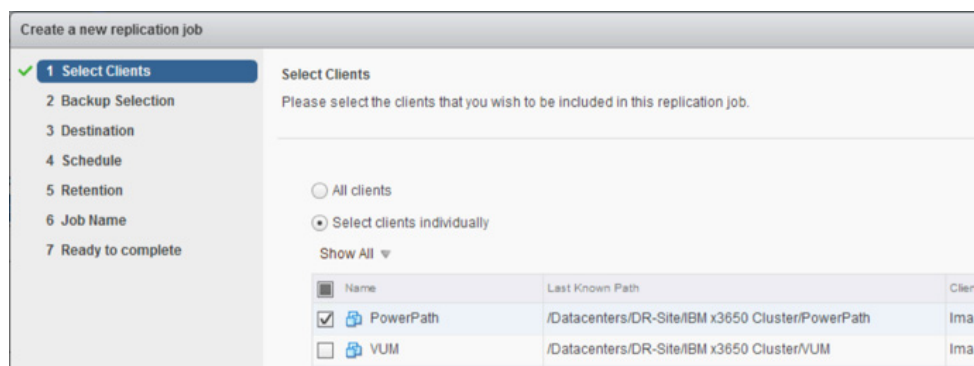 Create a new replication job
1 Select Clients
2 Backup Selection
3 Destination
4 Schedule
5 Retention
6 Job Name
7 Ready to complete
Select Clients
Please select the clients that you wish to be included in this replication job.
All clients
Select clients individually
Show All
Name Last Known Path Clien
PowerPath /Datacenters/DR-Site/IBM x3650 Cluster/PowerPath Ima
VUM /Datacenters/DR-Site/IBM x3650 Cluster/VUM Ima